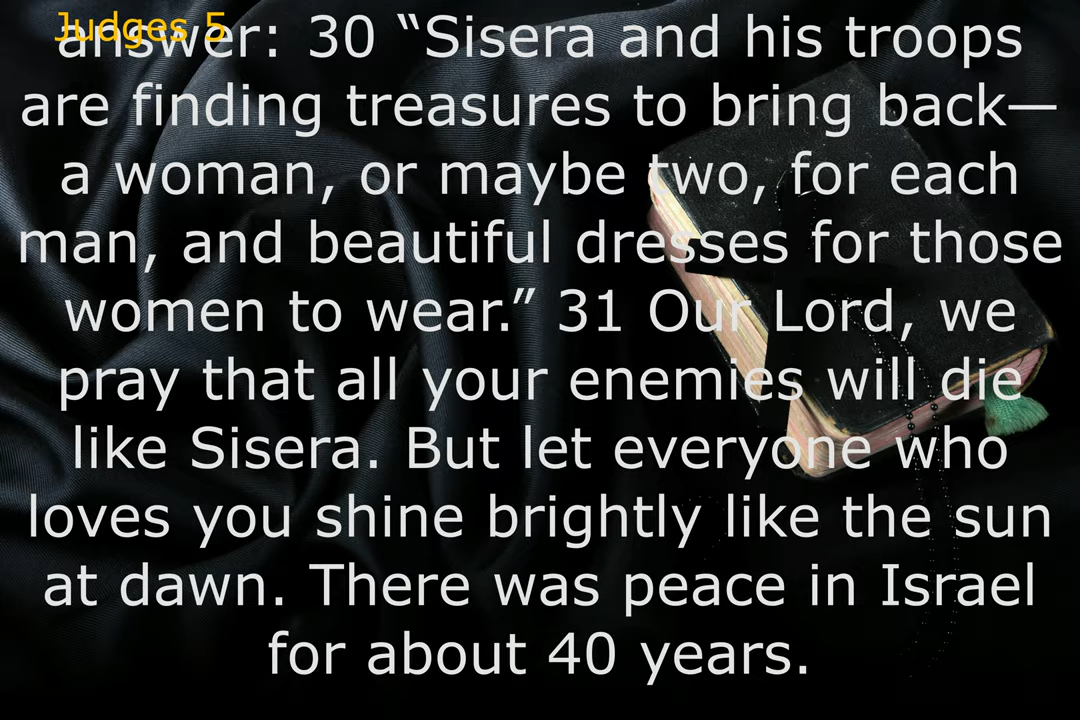 Judges 5
answer: 30 “Sisera and his troops
are finding treasures to bring back—
a woman, or maybe two, for each
man, and beautiful dresses for those
women to wear.” 31 Our Lord, we
pray that all your enemies will die
like Sisera. But let everyone who
loves you shine brightly like the sun
at dawn. There was peace in Israel
for about 40 years.